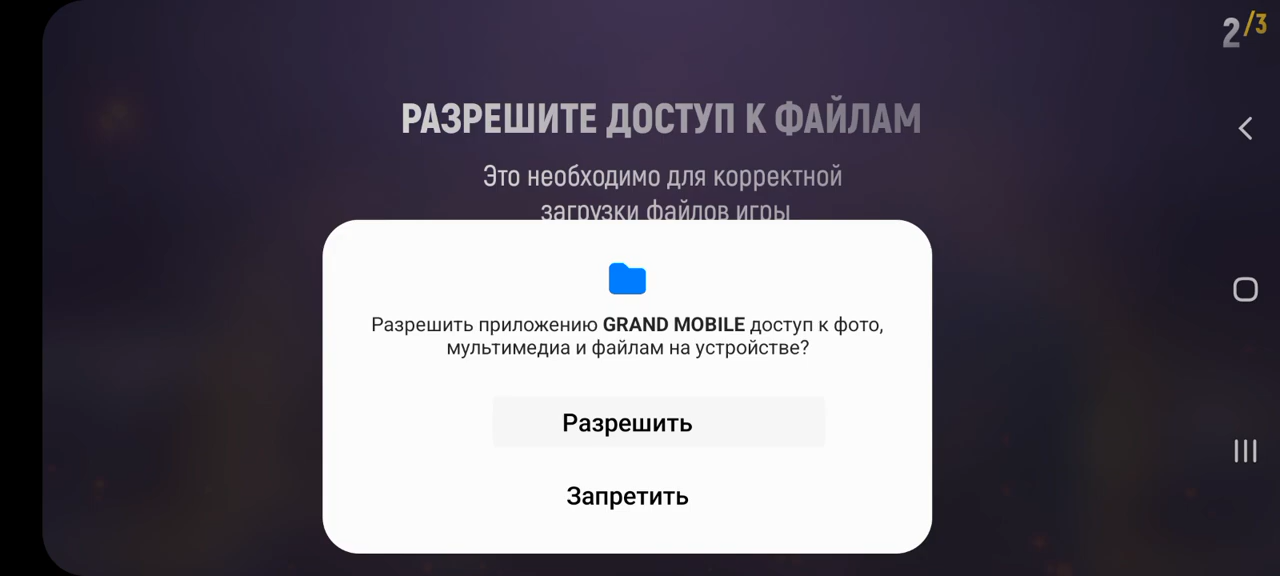 2/3
РАЗРЕШИТЕ ДОСТУП К ФАЙЛАМ
Это необходимо для корректной
загрузки файлов игры
Разрешить приложению GRAND MOBILE доступ к фото,
мультимедиа и файлам на устройстве?
Разрешить
Запретить